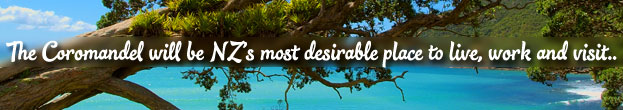 The Coromandel will be NZ's most desirable place to live, work and visit..